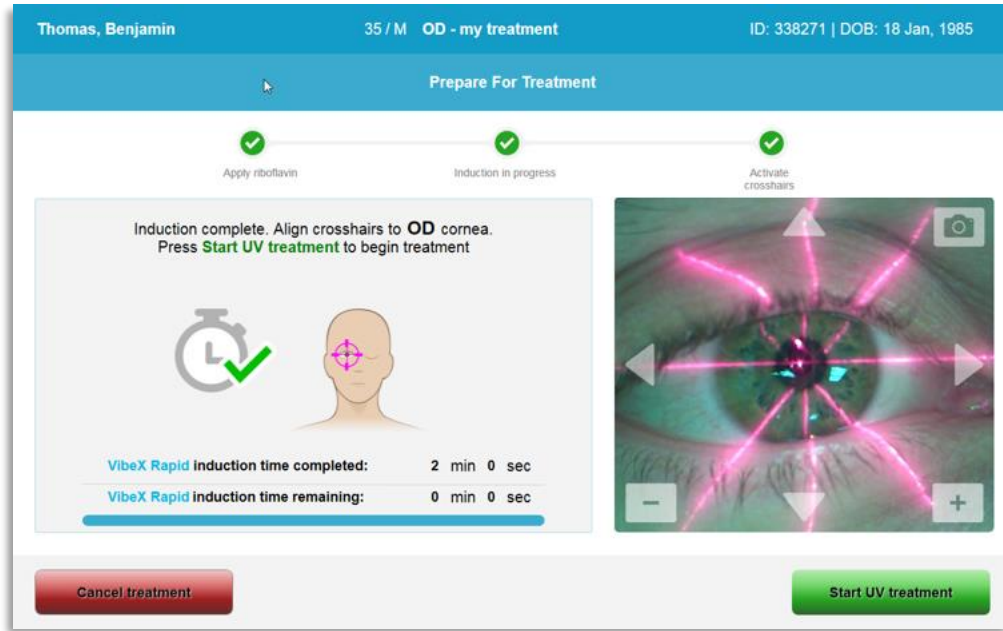 Thomas, Benjamin 35 / M OD - my treatment ID: 338271 | DOB: 18 Jan, 1985
Prepare For Treatment
Apply riboflavin
Induction in progress
Activate
crosshairs
Induction complete. Align crosshairs to OD cornea.
Press Start UV treatment to begin treatment
VibeX Rapid induction time completed: 2 min 0 sec
VibeX Rapid induction time remaining: 0 min 0 sec
Cancel treatment
Start UV treatment